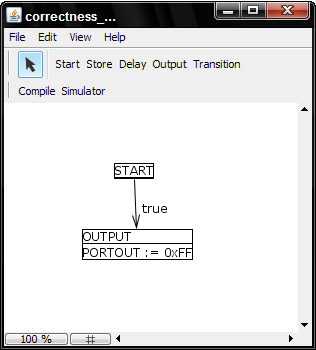 correctness_...
File Edit View Help
Start Store Delay Output Transition
Compile Simulator
START
true
OUTPUT
PORTOUT := 0xFF
100 %